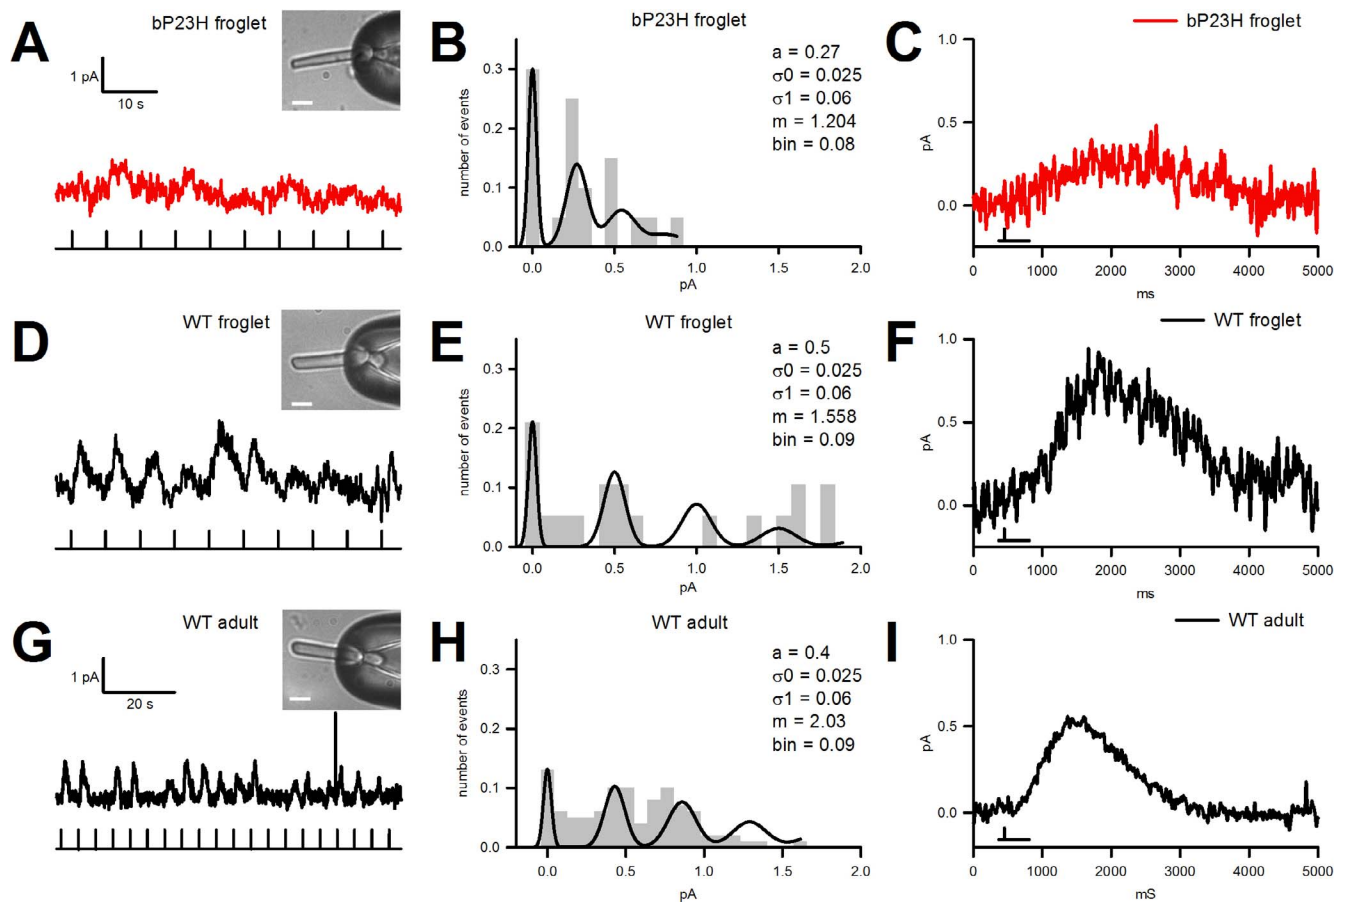 A
bP23H froglet
1 pA
10 s
B
bP23H froglet
a = 0.27
σ0 = 0.025
σ1 = 0.06
m = 1.204
bin = 0.08
number of events
0.3
0.2
0.1
0.0
0.0 0.5 1.0 1.5 2.0
pA
C
bP23H froglet
pA
1.0
0.5
0.0
0 1000 2000 3000 4000 5000
ms
D
WT froglet
E
WT froglet
a = 0.5
σ0 = 0.025
σ1 = 0.06
m = 1.558
bin = 0.09
number of events
0.3
0.2
0.1
0.0
0.0 0.5 1.0 1.5 2.0
pA
F
WT froglet
pA
1.0
0.5
0.0
0 1000 2000 3000 4000 5000
ms
G
WT adult
1 pA
20 s
H
WT adult
a = 0.4
σ0 = 0.025
σ1 = 0.06
m = 2.03
bin = 0.09
number of events
0.3
0.2
0.1
0.0
0.0 0.5 1.0 1.5 2.0
pA
I
WT adult
pA
1.0
0.5
0.0
0 1000 2000 3000 4000 5000
mS